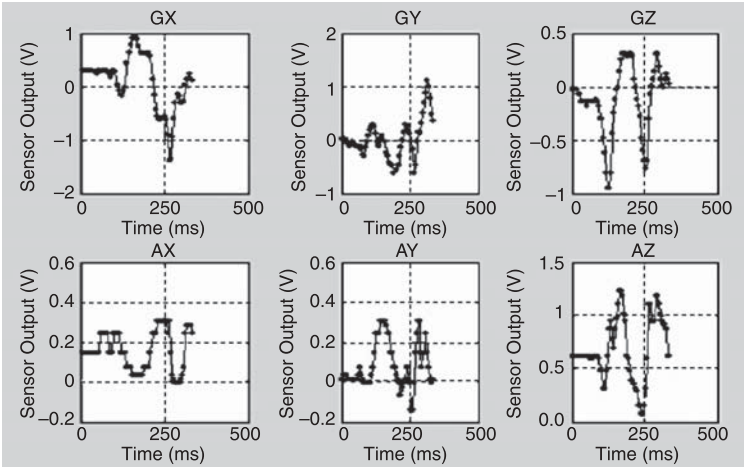 GX
Sensor Output (V)
1
0
−1
−2
0 250 500
Time (ms)
GY
Sensor Output (V)
2
1
0
−1
0 250 500
Time (ms)
GZ
Sensor Output (V)
0.5
0
−0.5
−1
0 250 500
Time (ms)
AX
Sensor Output (V)
0.6
0.4
0.2
0
−0.2
0 250 500
Time (ms)
AY
Sensor Output (V)
0.6
0.4
0.2
0
−0.2
0 250 500
Time (ms)
AZ
Sensor Output (V)
1.5
1
0.5
0.0
0 250 500
Time (ms)